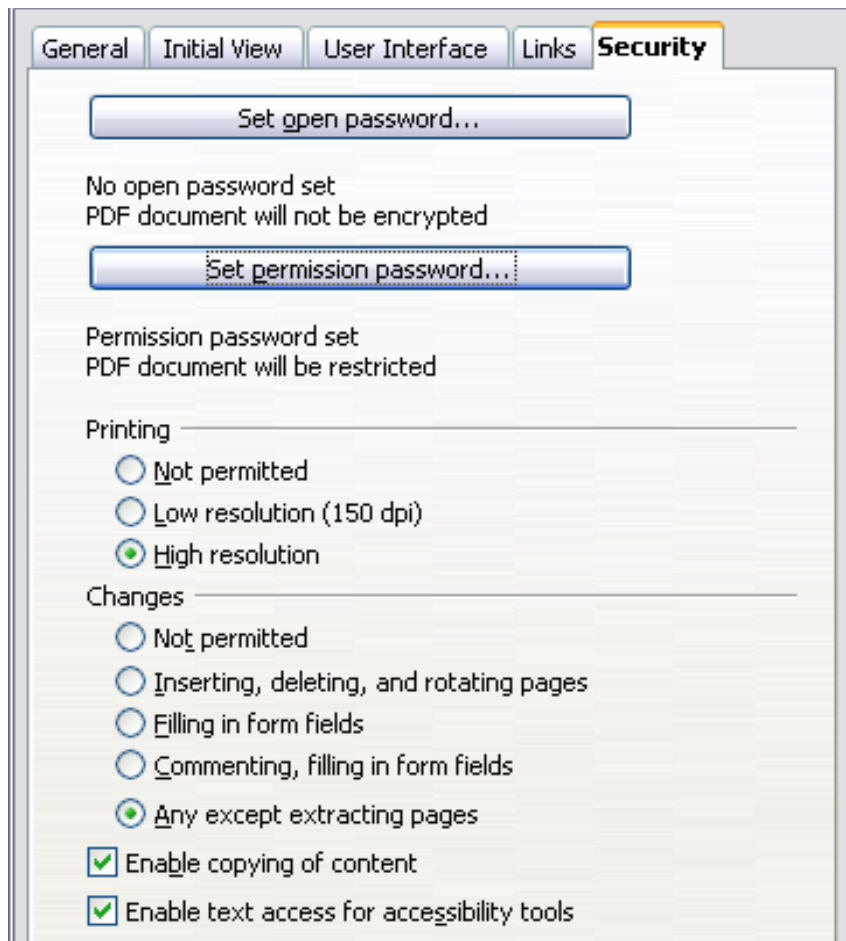 General Initial View User Interface Links Security
Set open password...
No open password set
PDF document will not be encrypted
Set permission password...
Permission password set
PDF document will be restricted
Printing
Not permitted
Low resolution (150 dpi)
High resolution
Changes
Not permitted
Inserting, deleting, and rotating pages
Filling in form fields
Commenting, filling in form fields
Any except extracting pages
Enable copying of content
Enable text access for accessibility tools